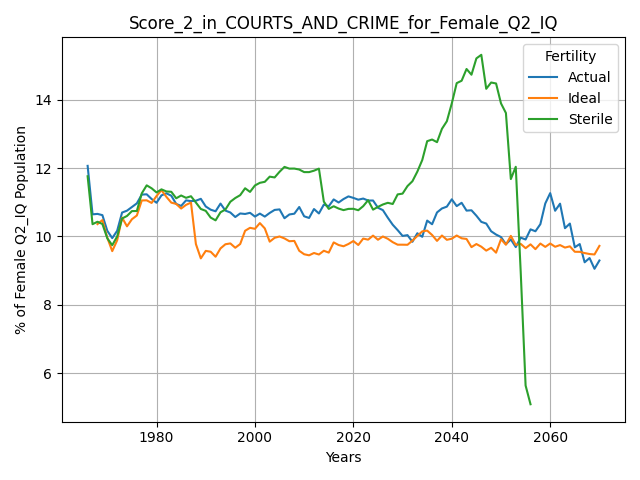 Score_2_in_COURTS_AND_CRIME_for_Female_Q2_IQ
Fertility
Actual
Ideal
Sterile
% of Female Q2_IQ Population
14
12
10
8
6
1980
2000
2020
2040
2060
Years